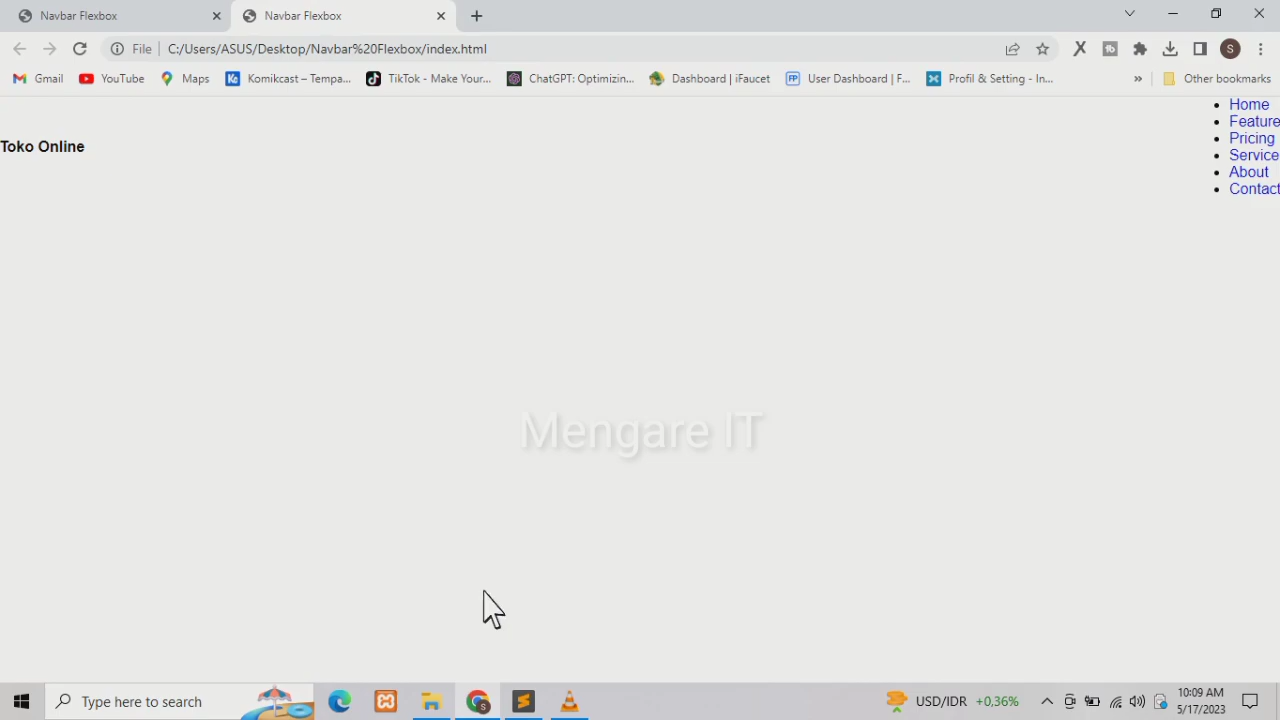 Navbar Flexbox
Navbar Flexbox
File
C:/Users/ASUS/Desktop/Navbar%20Flexbox/index.html
S
Gmail
YouTube
Maps
Komikcast – Tempa...
TikTok - Make Your...
ChatGPT: Optimizin...
Dashboard | iFaucet
FP
User Dashboard | F...
Profil & Setting - In...
»
Other bookmarks
Toko Online
Home
Feature
Pricing
Service
About
Contact
Mengare IT
Type here to search
USD/IDR +0,36%
10:09 AM
5/17/2023